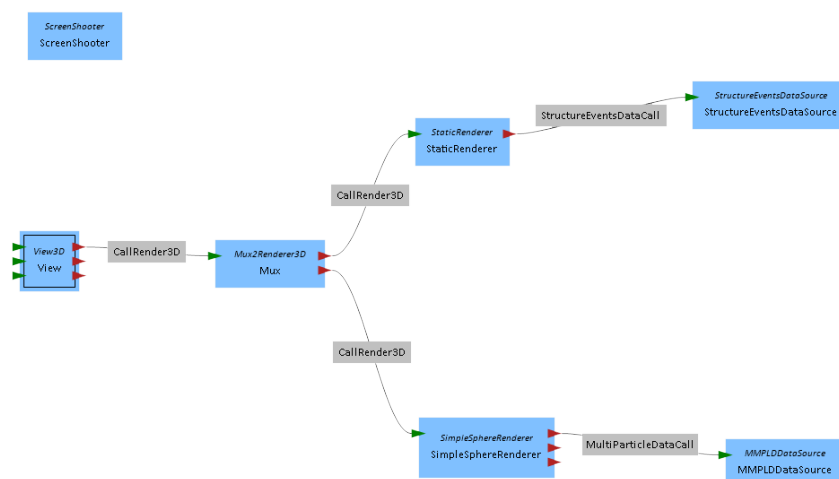 ScreenShooter
ScreenShooter
StructureEventsDataSource
StructureEventsDataSource
StructureEventsDataCall
StaticRenderer
StaticRenderer
CallRender3D
View3D
View
CallRender3D
Mux2Renderer3D
Mux
CallRender3D
SimpleSphereRenderer
SimpleSphereRenderer
MultiParticleDataCall
MMPLDDataSource
MMPLDDataSource